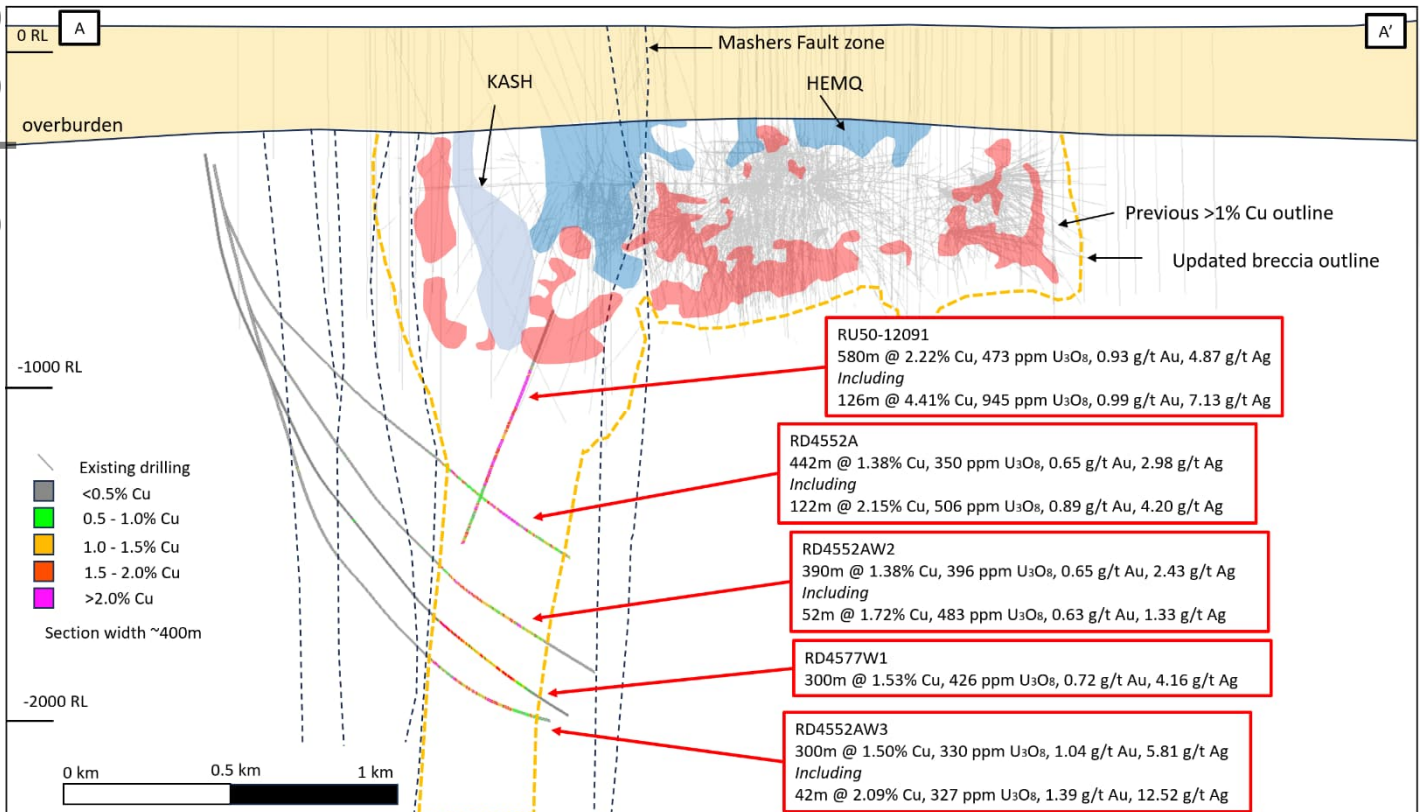 A
A'
0 RL
Mashers Fault zone
KASH
HEMQ
overburden
Previous >1% Cu outline
Updated breccia outline
-1000 RL
RU50-12091
580m @ 2.22% Cu, 473 ppm U₃O₈, 0.93 g/t Au, 4.87 g/t Ag
Including
126m @ 4.41% Cu, 945 ppm U₃O₈, 0.99 g/t Au, 7.13 g/t Ag
RD4552A
442m @ 1.38% Cu, 350 ppm U₃O₈, 0.65 g/t Au, 2.98 g/t Ag
Including
122m @ 2.15% Cu, 506 ppm U₃O₈, 0.89 g/t Au, 4.20 g/t Ag
RD4552AW2
390m @ 1.38% Cu, 396 ppm U₃O₈, 0.65 g/t Au, 2.43 g/t Ag
Including
52m @ 1.72% Cu, 483 ppm U₃O₈, 0.63 g/t Au, 1.33 g/t Ag
RD4577W1
300m @ 1.53% Cu, 426 ppm U₃O₈, 0.72 g/t Au, 4.16 g/t Ag
RD4552AW3
300m @ 1.50% Cu, 330 ppm U₃O₈, 1.04 g/t Au, 5.81 g/t Ag
Including
42m @ 2.09% Cu, 327 ppm U₃O₈, 1.39 g/t Au, 12.52 g/t Ag
Existing drilling
<0.5% Cu
0.5 - 1.0% Cu
1.0 - 1.5% Cu
1.5 - 2.0% Cu
>2.0% Cu
Section width ~400m
-2000 RL
0 km
0.5 km
1 km